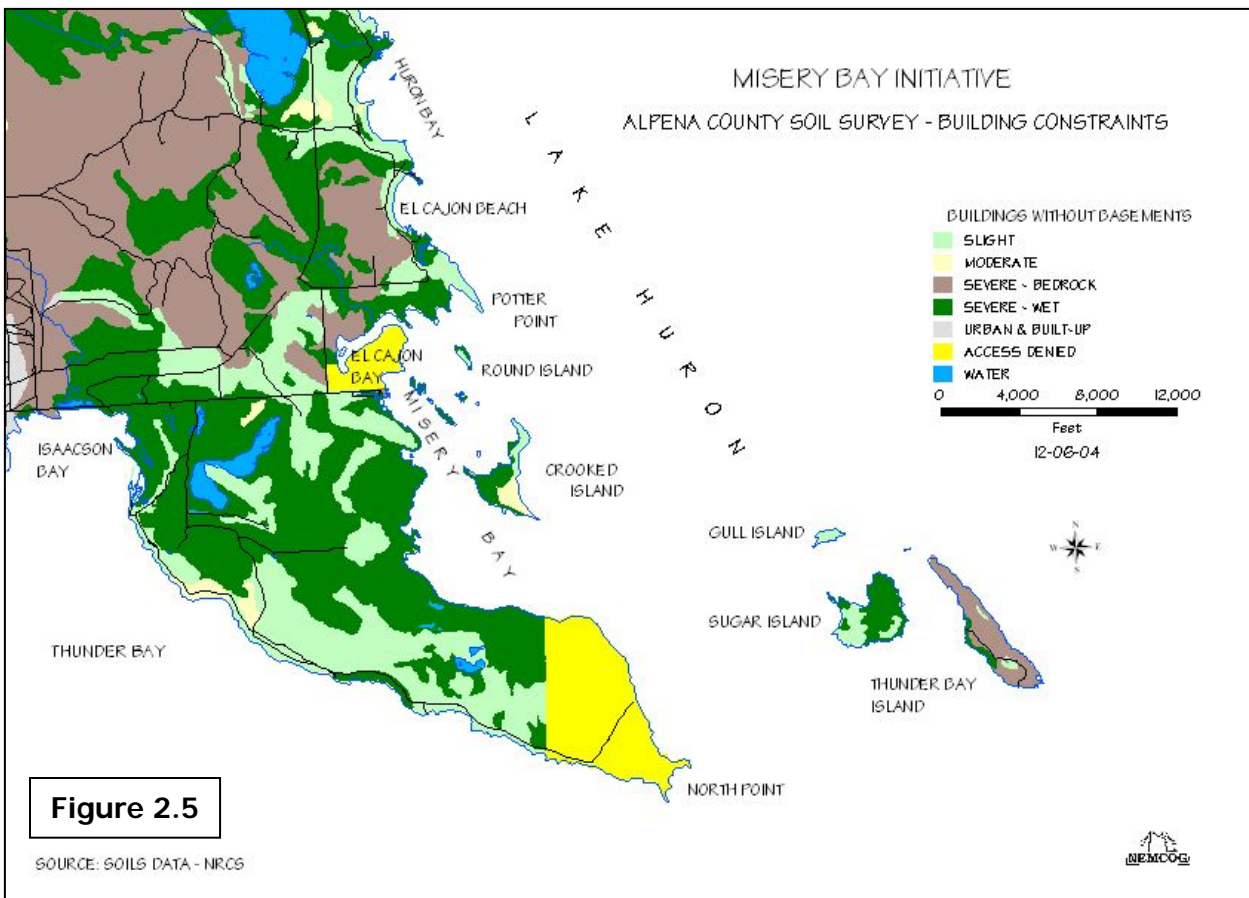 MISERY BAY INITIATIVE
ALPENA COUNTY SOIL SURVEY - BUILDING CONSTRAINTS
HURON BAY
LAKE HURON
BUILDINGS WITHOUT BASEMENTS
SLIGHT
MODERATE
SEVERE - BEDROCK
SEVERE - WET
URBAN & BUILT-UP
ACCESS DENIED
WATER
0 4,000 8,000 12,000
Feet
12-06-04
EL CAJON BEACH
POTTER
POINT
EL CAJON
BAY
ROUND ISLAND
MISERY BAY
ISAACSON
BAY
CROOKED
ISLAND
GULL ISLAND
N
W E
S
SUGAR ISLAND
THUNDER BAY
THUNDER BAY
ISLAND
NORTH POINT
Figure 2.5
SOURCE: SOILS DATA - NRCS
NEMCOG